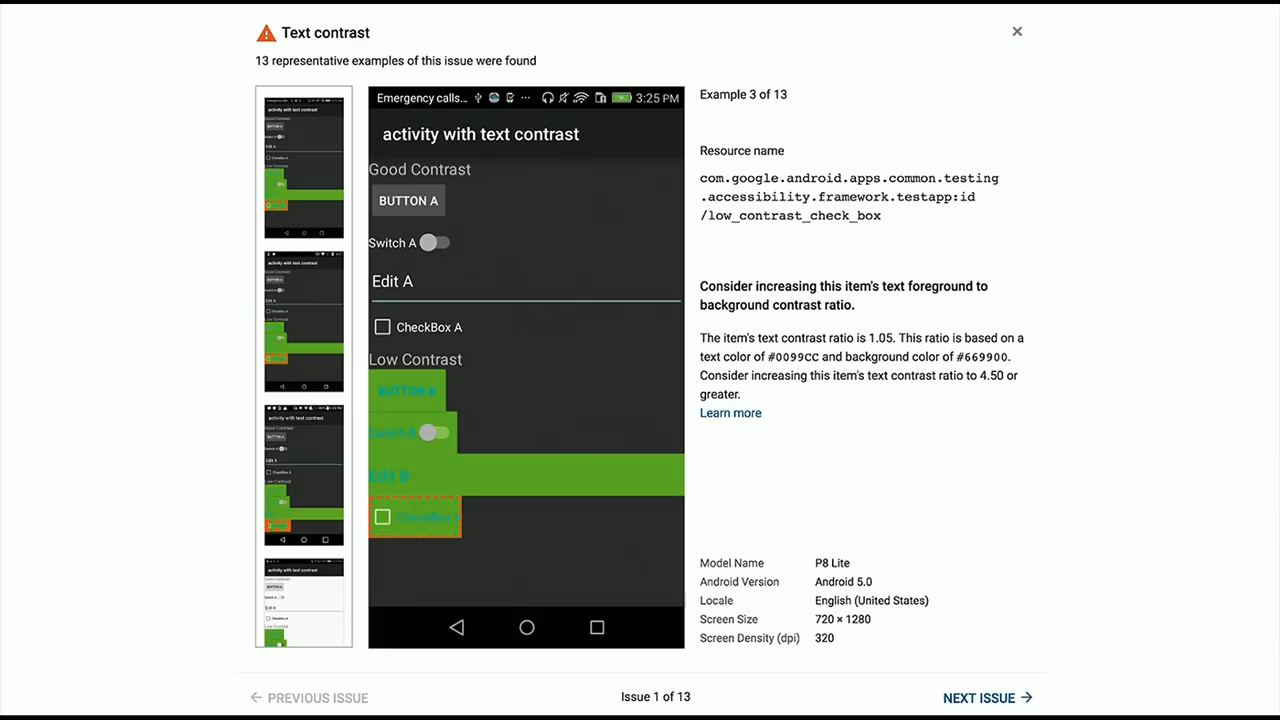 Text contrast
13 representative examples of this issue were found
Emergency calls... 3:25 PM
activity with text contrast
Good Contrast
BUTTON A
Switch A
Edit A
CheckBox A
Low Contrast
BUTTON B
Switch B
Edit B
CheckBox B
Example 3 of 13
Resource name
com.google.android.apps.common.testing
.accessibility.framework.testapp:id
/low_contrast_check_box
Consider increasing this item's text foreground to
background contrast ratio.
The item's text contrast ratio is 1.05. This ratio is based on a
text color of #0099CC and background color of #669900.
Consider increasing this item's text contrast ratio to 4.50 or
greater.
Learn more
Model Name P8 Lite
Android Version Android 5.0
Locale English (United States)
Screen Size 720 × 1280
Screen Density (dpi) 320
PREVIOUS ISSUE
Issue 1 of 13
NEXT ISSUE